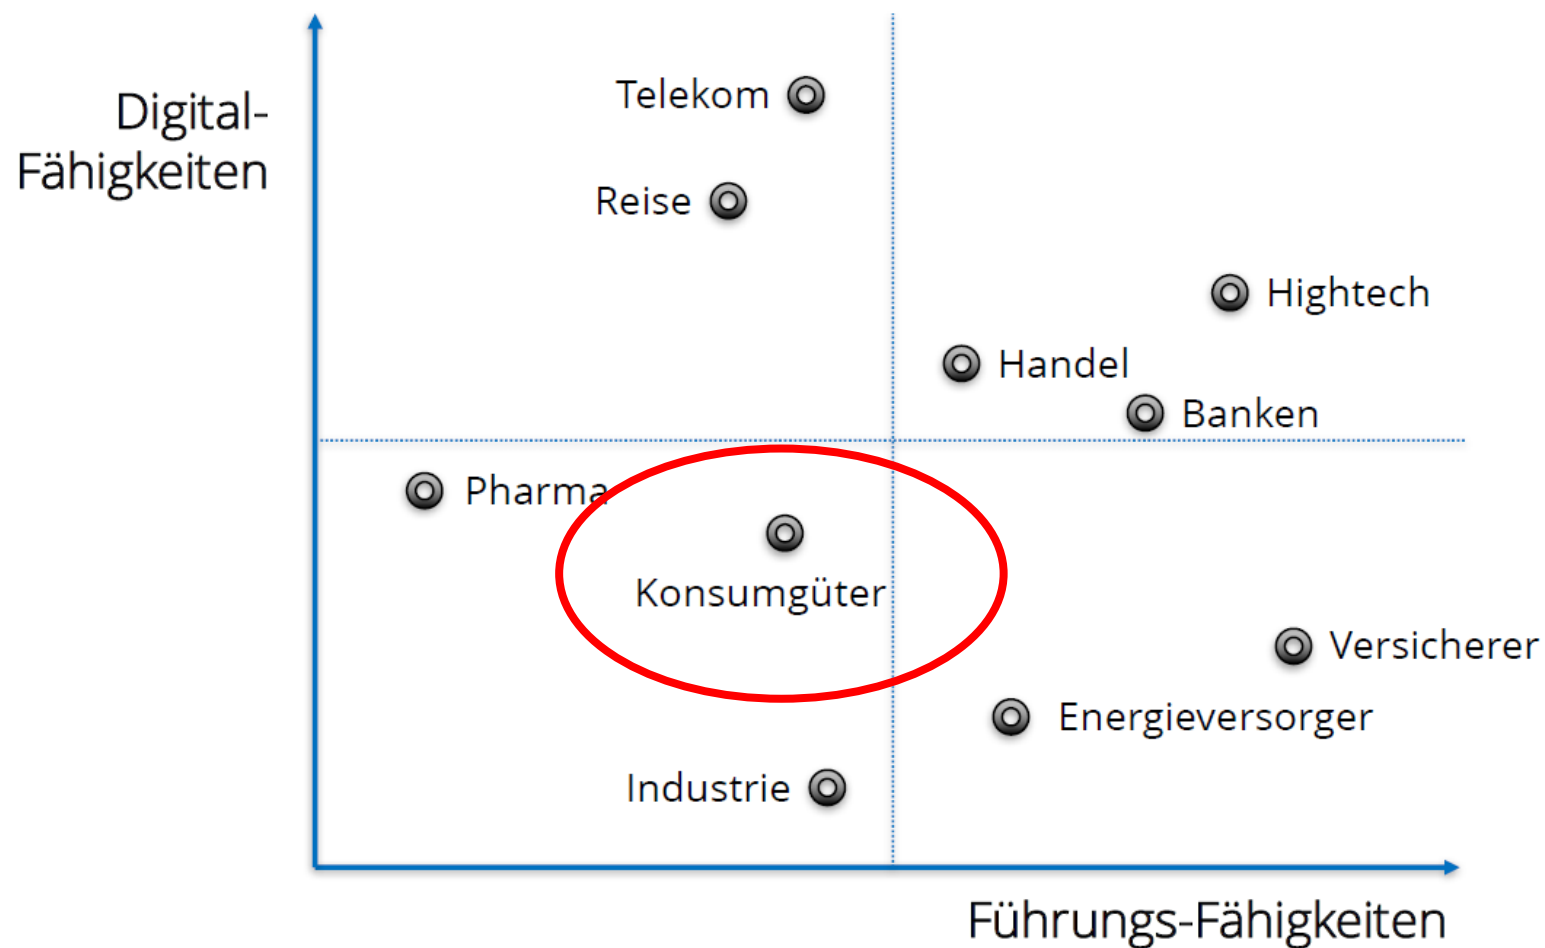 Digital-
Fähigkeiten
Telekom
Reise
Hightech
Handel
Banken
Pharma
Konsumgüter
Versicherer
Energieversorger
Industrie
Führungs-Fähigkeiten